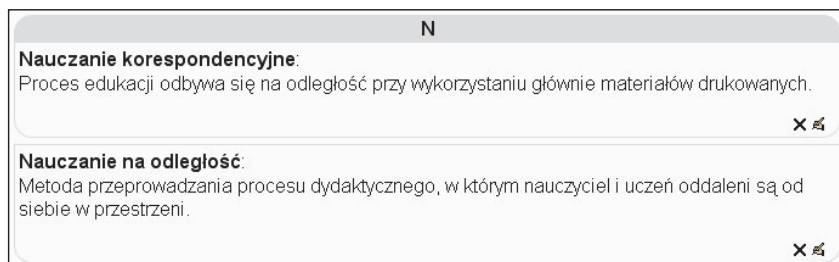 N
Nauczanie korespondencyjne:
Proces edukacji odbywa się na odległość przy wykorzystaniu głównie materiałów drukowanych.
Nauczanie na odległość:
Metoda przeprowadzania procesu dydaktycznego, w którym nauczyciel i uczeń oddaleni są od
siebie w przestrzeni.